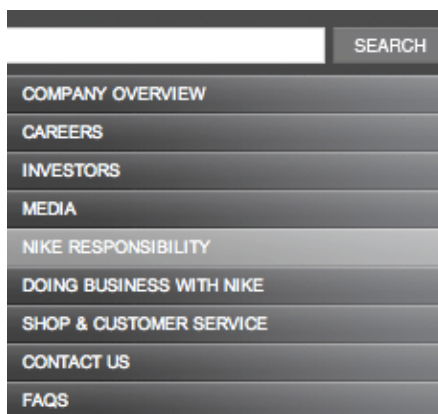 SEARCH
COMPANY OVERVIEW
CAREERS
INVESTORS
MEDIA
NIKE RESPONSIBILITY
DOING BUSINESS WITH NIKE
SHOP & CUSTOMER SERVICE
CONTACT US
FAQS